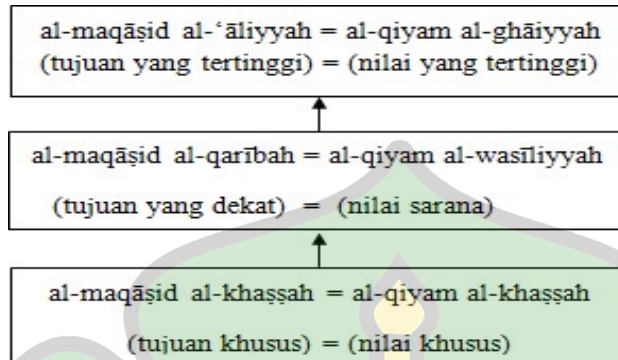 al-maqāṣid al-‘āliyyah = al-qiyam al-ghāiyyah
(tujuan yang tertinggi) = (nilai yang tertinggi)
al-maqāṣid al-qarībah = al-qiyam al-wasīliyyah
(tujuan yang dekat) = (nilai sarana)
al-maqāṣid al-khaṣṣah = al-qiyam al-khaṣṣah
(tujuan khusus) = (nilai khusus)